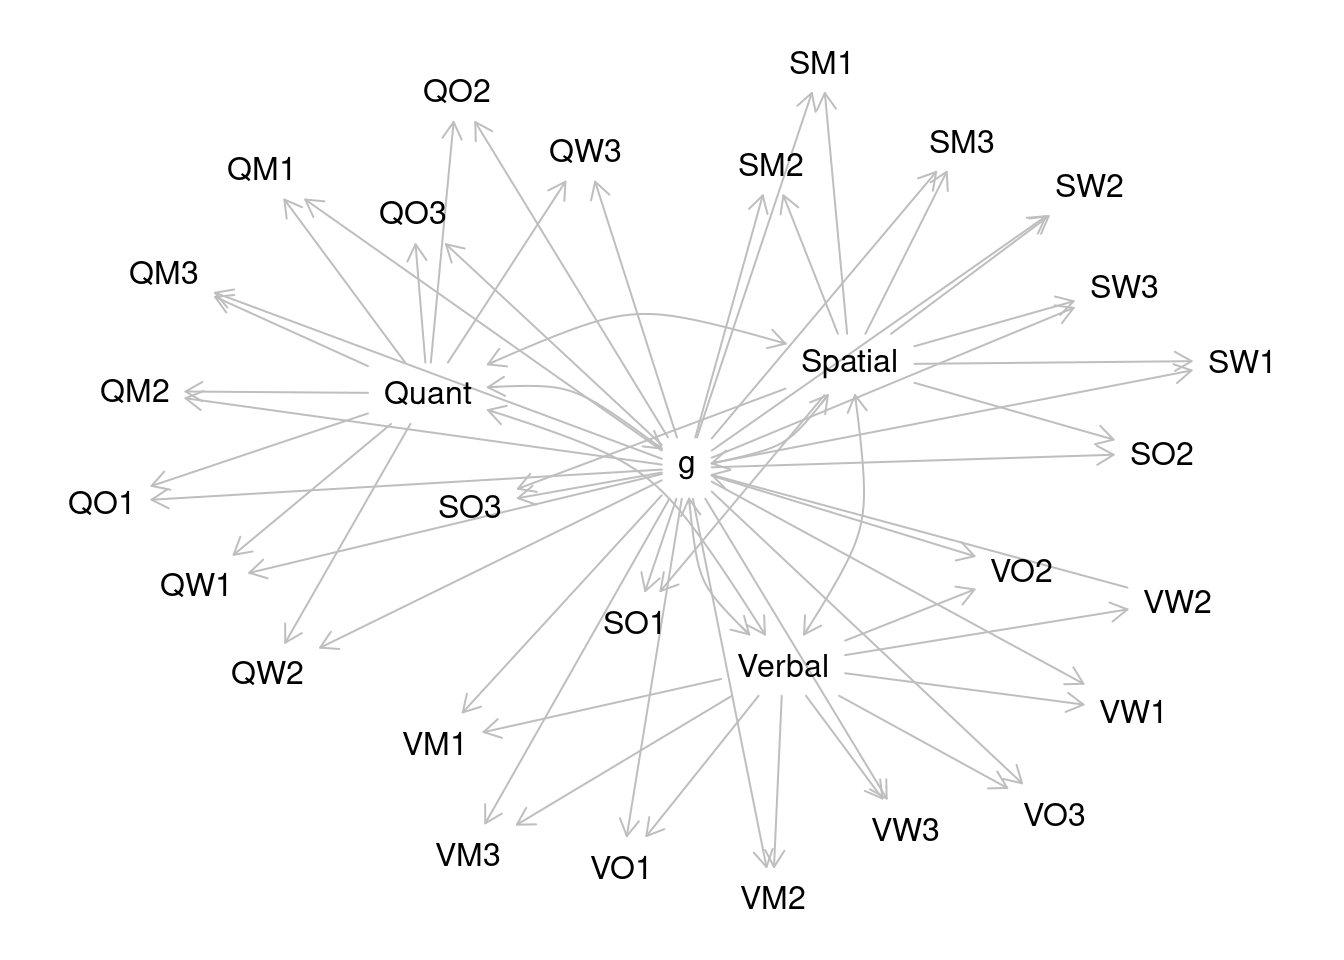 SM1
QO2
SM3
QW3
SM2
QM1
SW2
QO3
QM3
SW3
Spatial
SW1
QM2
Quant
SO2
g
QO1
SO3
VO2
QW1
VW2
SO1
Verbal
QW2
VW1
VM1
VO3
VW3
VM3
VO1
VM2